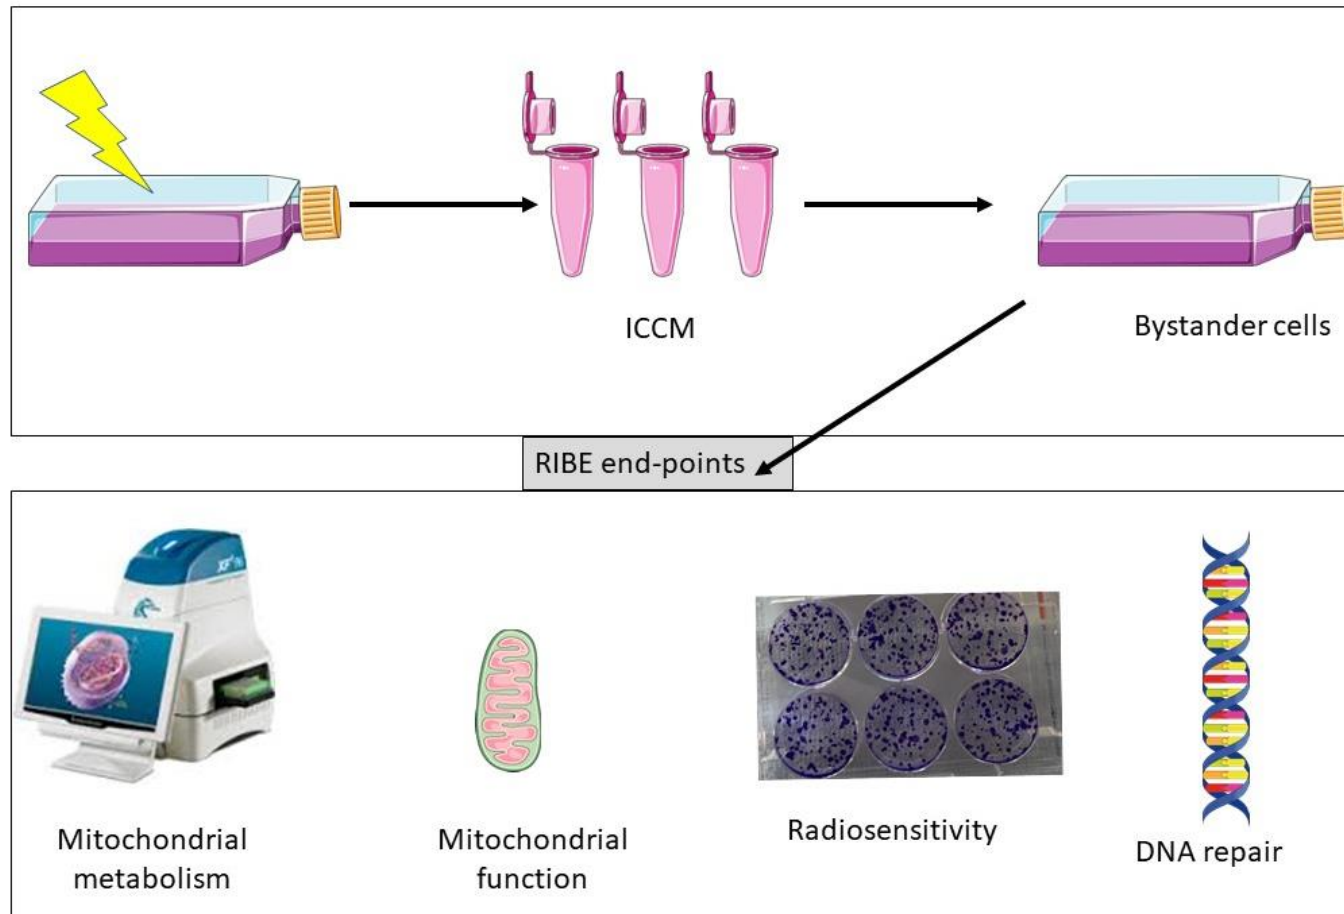 ICCM
Bystander cells
RIBE end-points
Mitochondrial
metabolism
Mitochondrial
function
Radiosensitivity
DNA repair